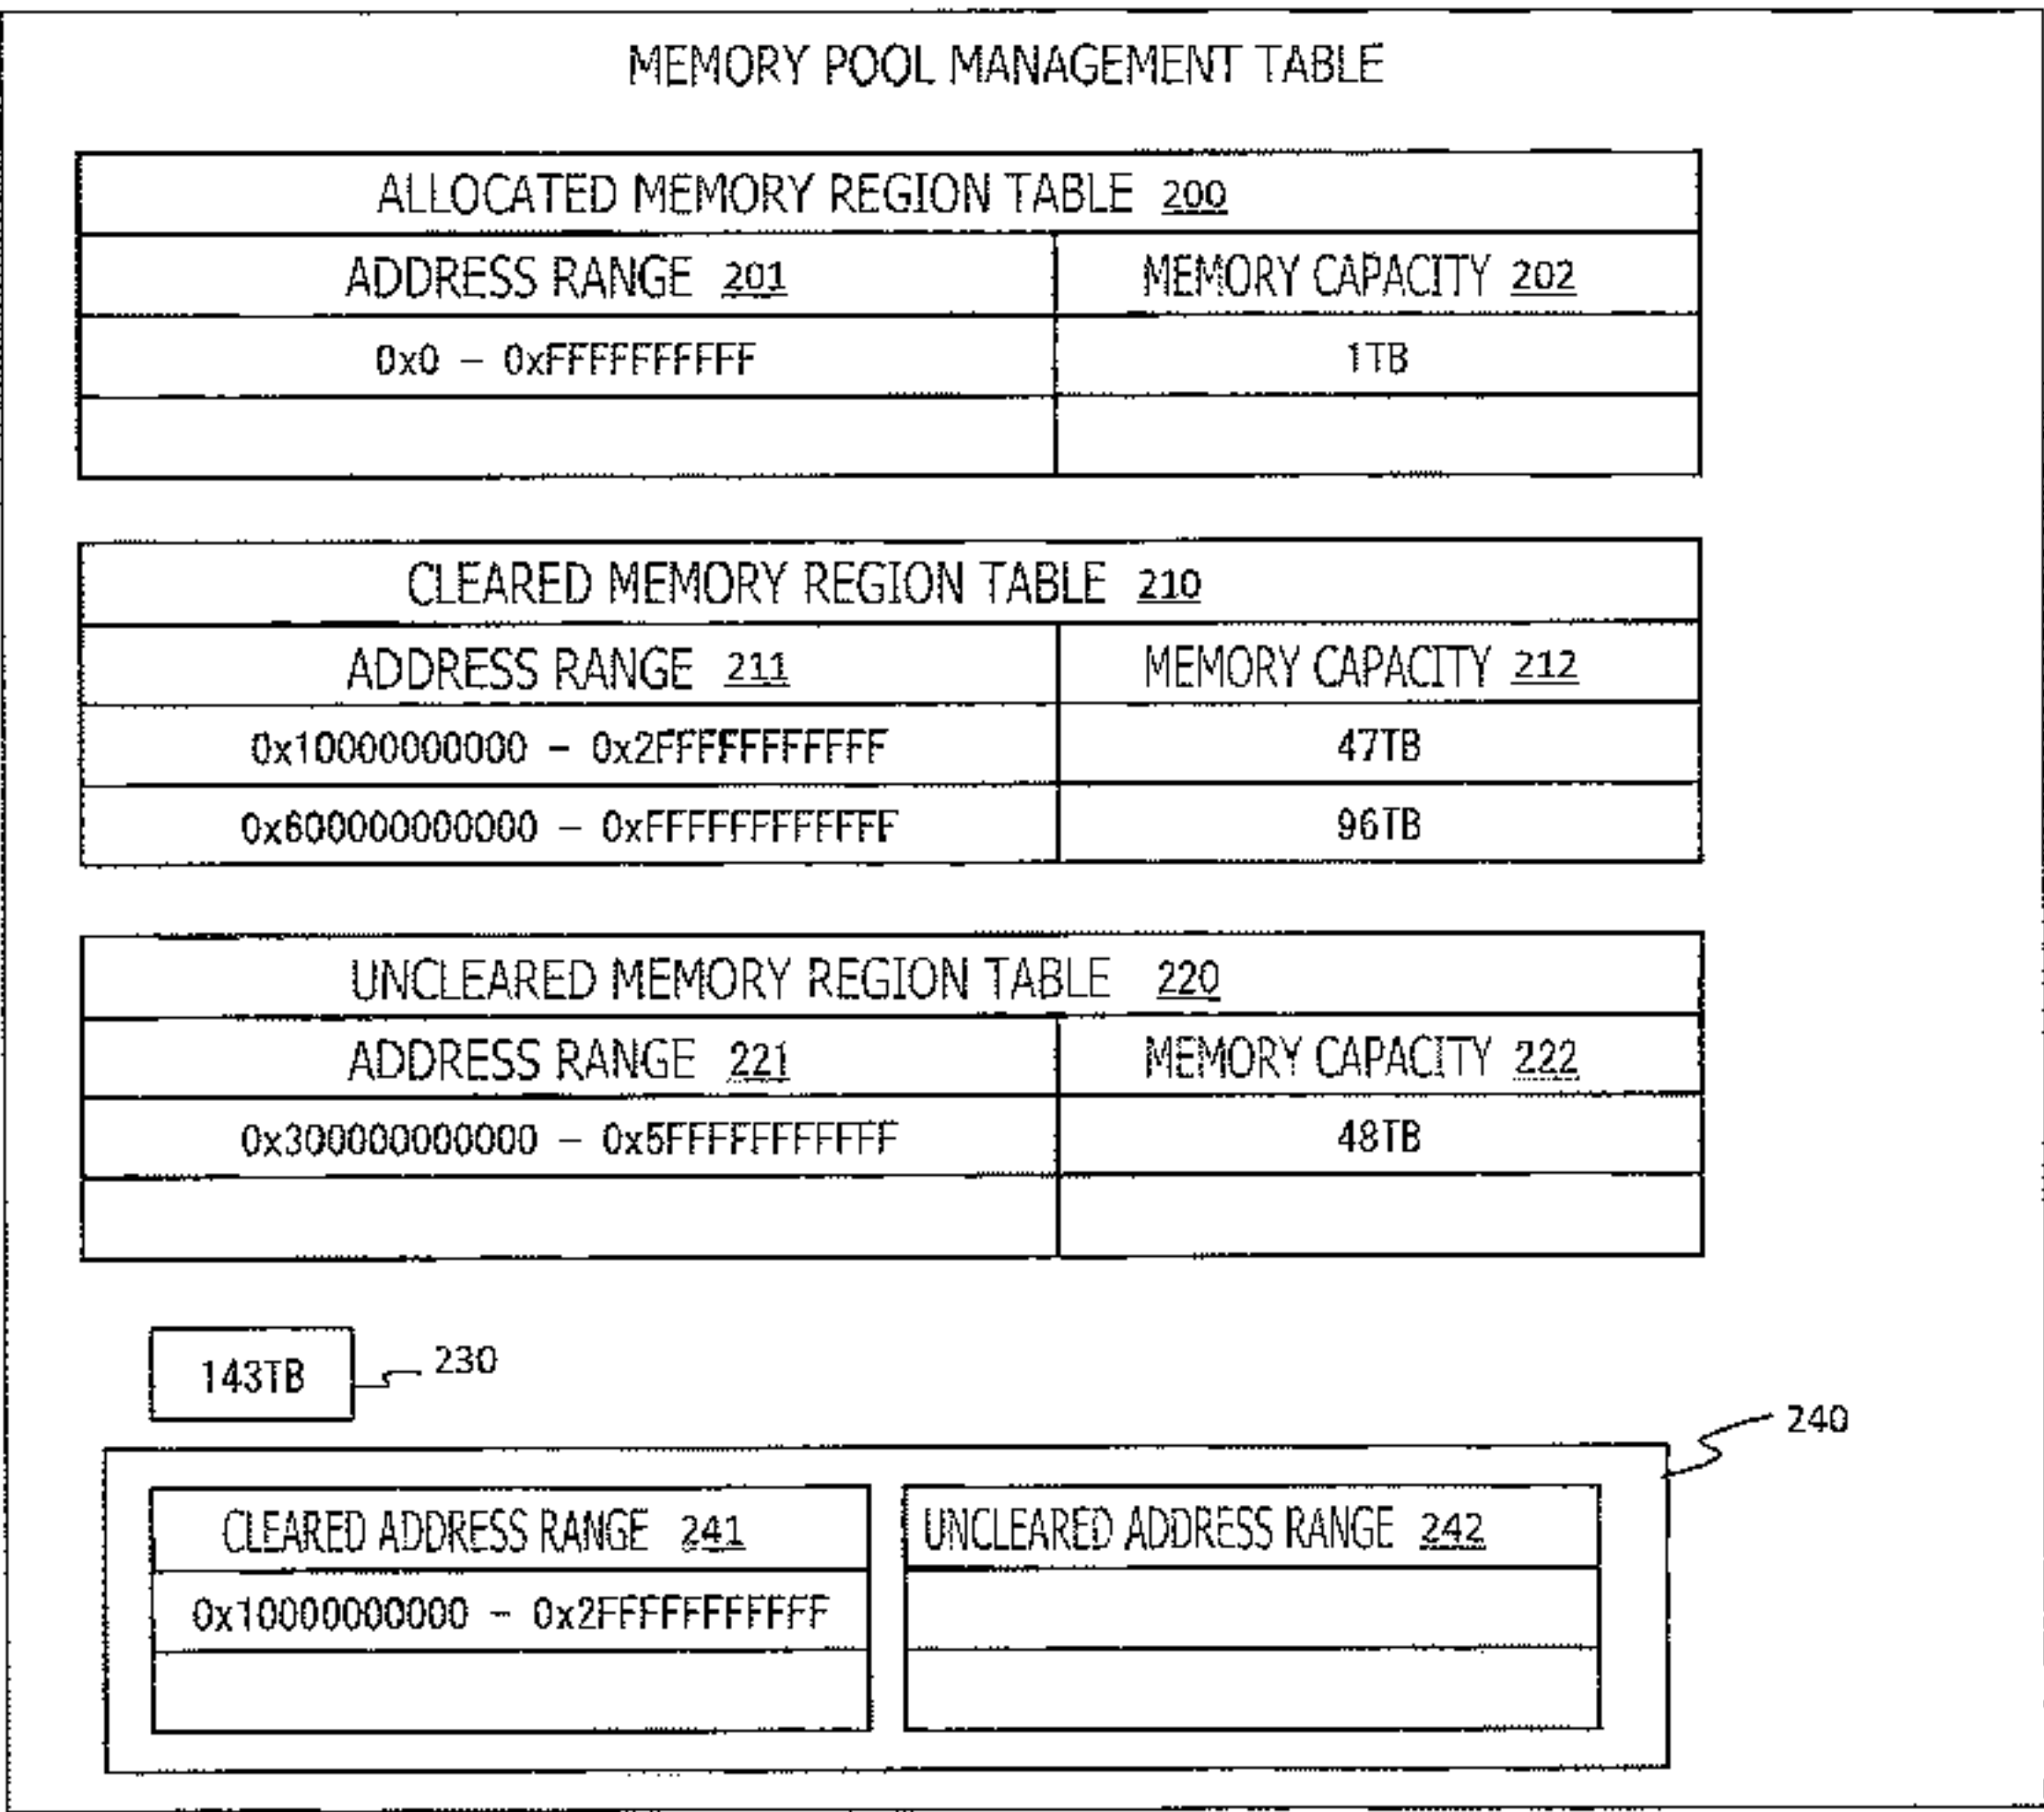 MEMORY POOL MANAGEMENT TABLE
ALLOCATED MEMORY REGION TABLE 200
ADDRESS RANGE 201 MEMORY CAPACITY 202
0x0 – 0xFFFFFFFFFF 1TB
CLEARED MEMORY REGION TABLE 210
ADDRESS RANGE 211 MEMORY CAPACITY 212
0x10000000000 – 0x2FFFFFFFFFFF 47TB
0x600000000000 – 0xFFFFFFFFFFFF 96TB
UNCLEARED MEMORY REGION TABLE 220
ADDRESS RANGE 221 MEMORY CAPACITY 222
0x300000000000 – 0x5FFFFFFFFFFF 48TB
143TB 230
240
CLEARED ADDRESS RANGE 241 UNCLEARED ADDRESS RANGE 242
0x10000000000 – 0x2FFFFFFFFFFF